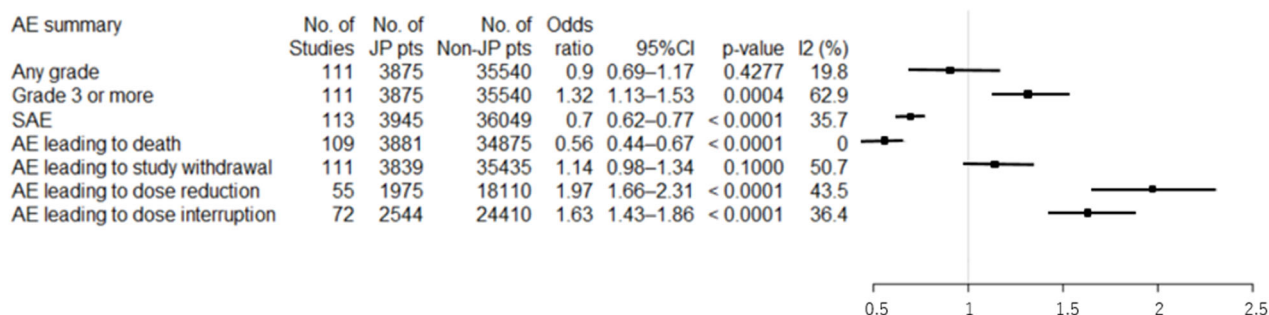 AE summary No. of No. of No. of Odds
Studies JP pts Non-JP pts ratio 95%CI p-value I2 (%)
Any grade 111 3875 35540 0.9 0.69–1.17 0.4277 19.8
Grade 3 or more 111 3875 35540 1.32 1.13–1.53 0.0004 62.9
SAE 113 3945 36049 0.7 0.62–0.77 < 0.0001 35.7
AE leading to death 109 3881 34875 0.56 0.44–0.67 < 0.0001 0
AE leading to study withdrawal 111 3839 35435 1.14 0.98–1.34 0.1000 50.7
AE leading to dose reduction 55 1975 18110 1.97 1.66–2.31 < 0.0001 43.5
AE leading to dose interruption 72 2544 24410 1.63 1.43–1.86 < 0.0001 36.4
0.5 1 1.5 2 2.5